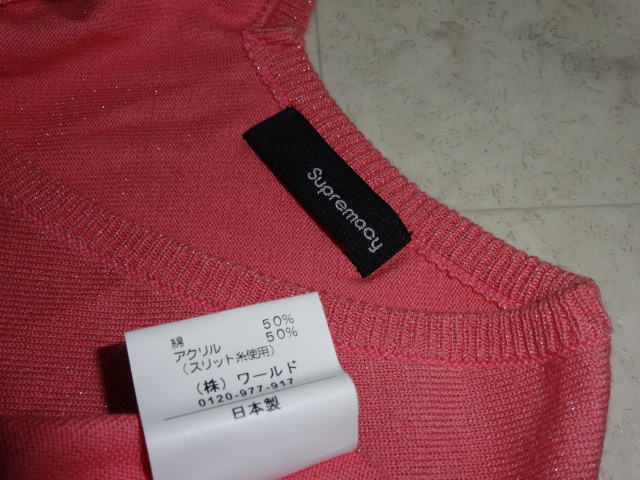 Supremacy
綿 50%
アクリル 50%
（スリット糸使用）
（株）ワールド
0120-977-917
日本製